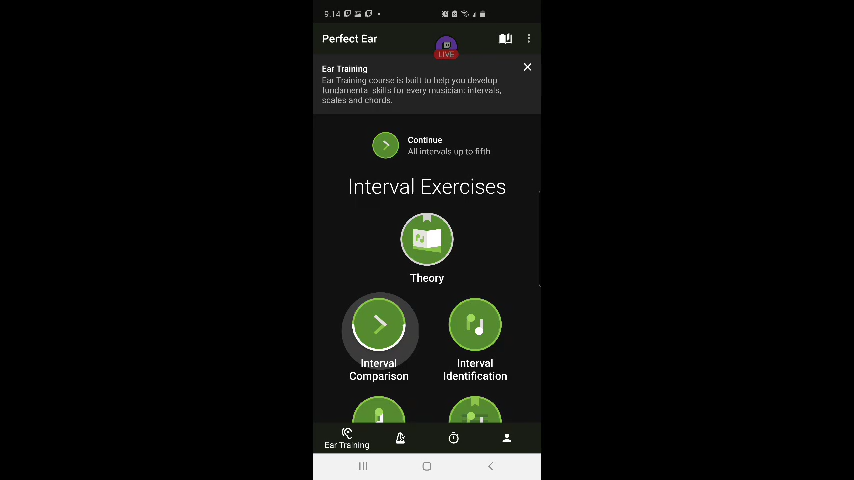 9.14
Perfect Ear
LIVE
Ear Training
Ear Training course is built to help you develop
fundamental skills for every musician: intervals,
scales and chords.
Continue
All intervals up to fifth
Interval Exercises
Theory
Interval
Comparison
Interval
Identification
Ear Training